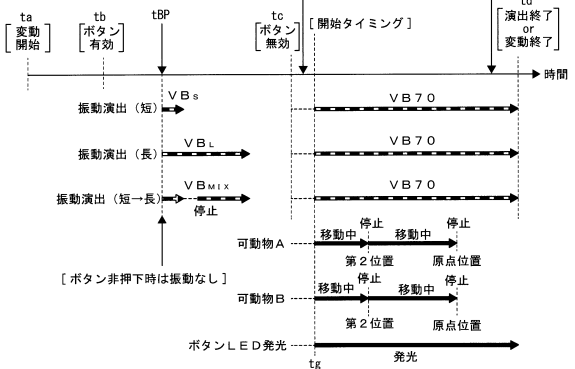 ta
[変動開始]
tb
[ボタン有効]
tBP
tc
[ボタン無効]
[開始タイミング]
td
[演出終了 or 変動終了]
時間
振動演出（短）
VBS
VB70
振動演出（長）
VBL
VB70
振動演出（短→長）
VBMIX
停止
VB70
[ボタン非押下時は振動なし]
可動物A
移動中
停止
移動中
停止
第２位置
原点位置
可動物B
移動中
停止
移動中
停止
第２位置
原点位置
ボタンＬＥＤ発光
発光
tg